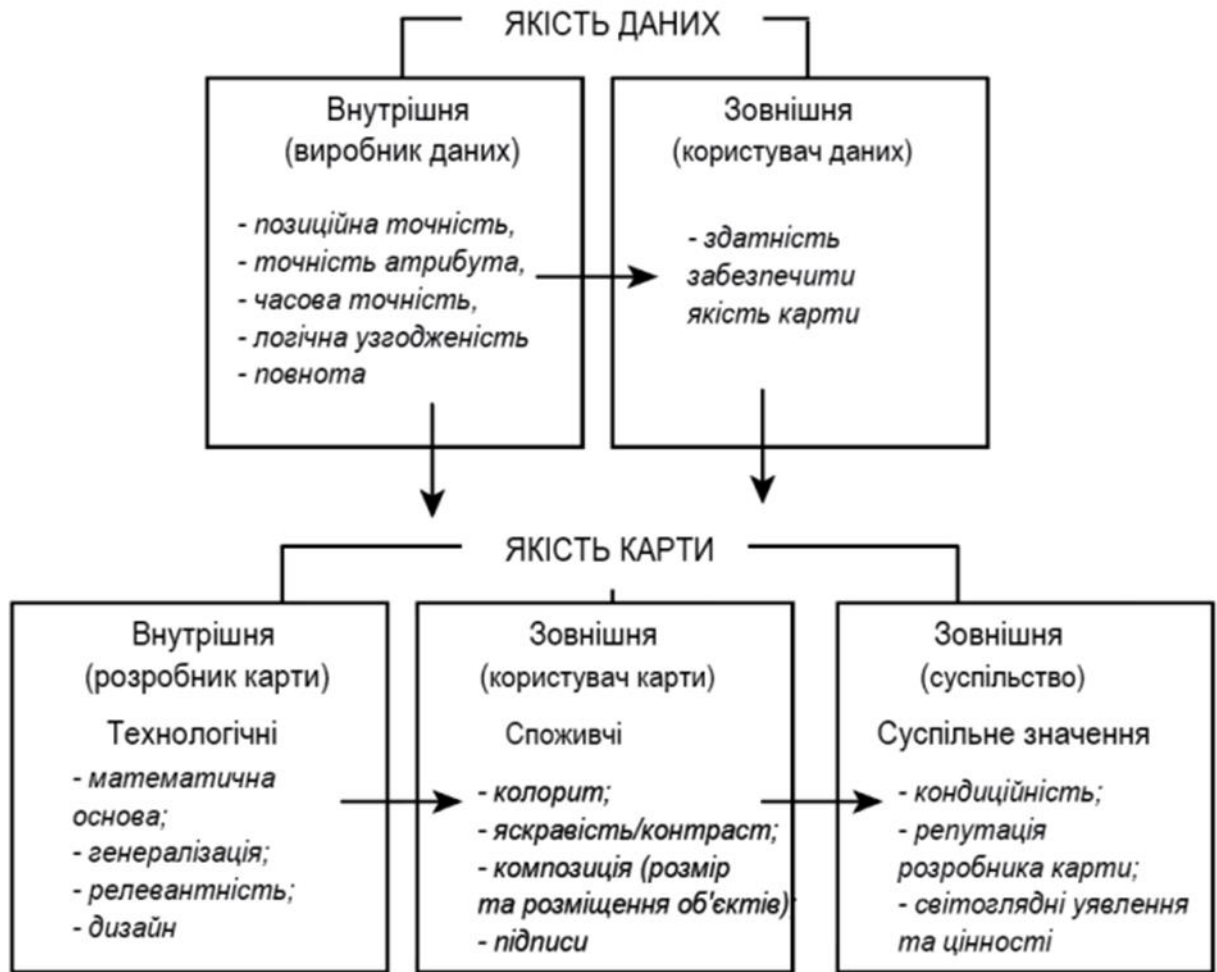 ЯКІСТЬ ДАНИХ
Внутрішня
(виробник даних)
- позиційна точність,
- точність атрибута,
- часова точність,
- логічна узгодженість
- повнота
Зовнішня
(користувач даних)
- здатність
забезпечити
якість карти
ЯКІСТЬ КАРТИ
Внутрішня
(розробник карти)
Технологічні
- математична
основа;
- генералізація;
- релевантність;
- дизайн
Зовнішня
(користувач карти)
Споживчі
- колорит;
- яскравість/контраст;
- композиція (розмір
та розміщення об'єктів);
- підписи
Зовнішня
(суспільство)
Суспільне значення
- кондиційність;
- репутація
розробника карти;
- світоглядні уявлення
та цінності